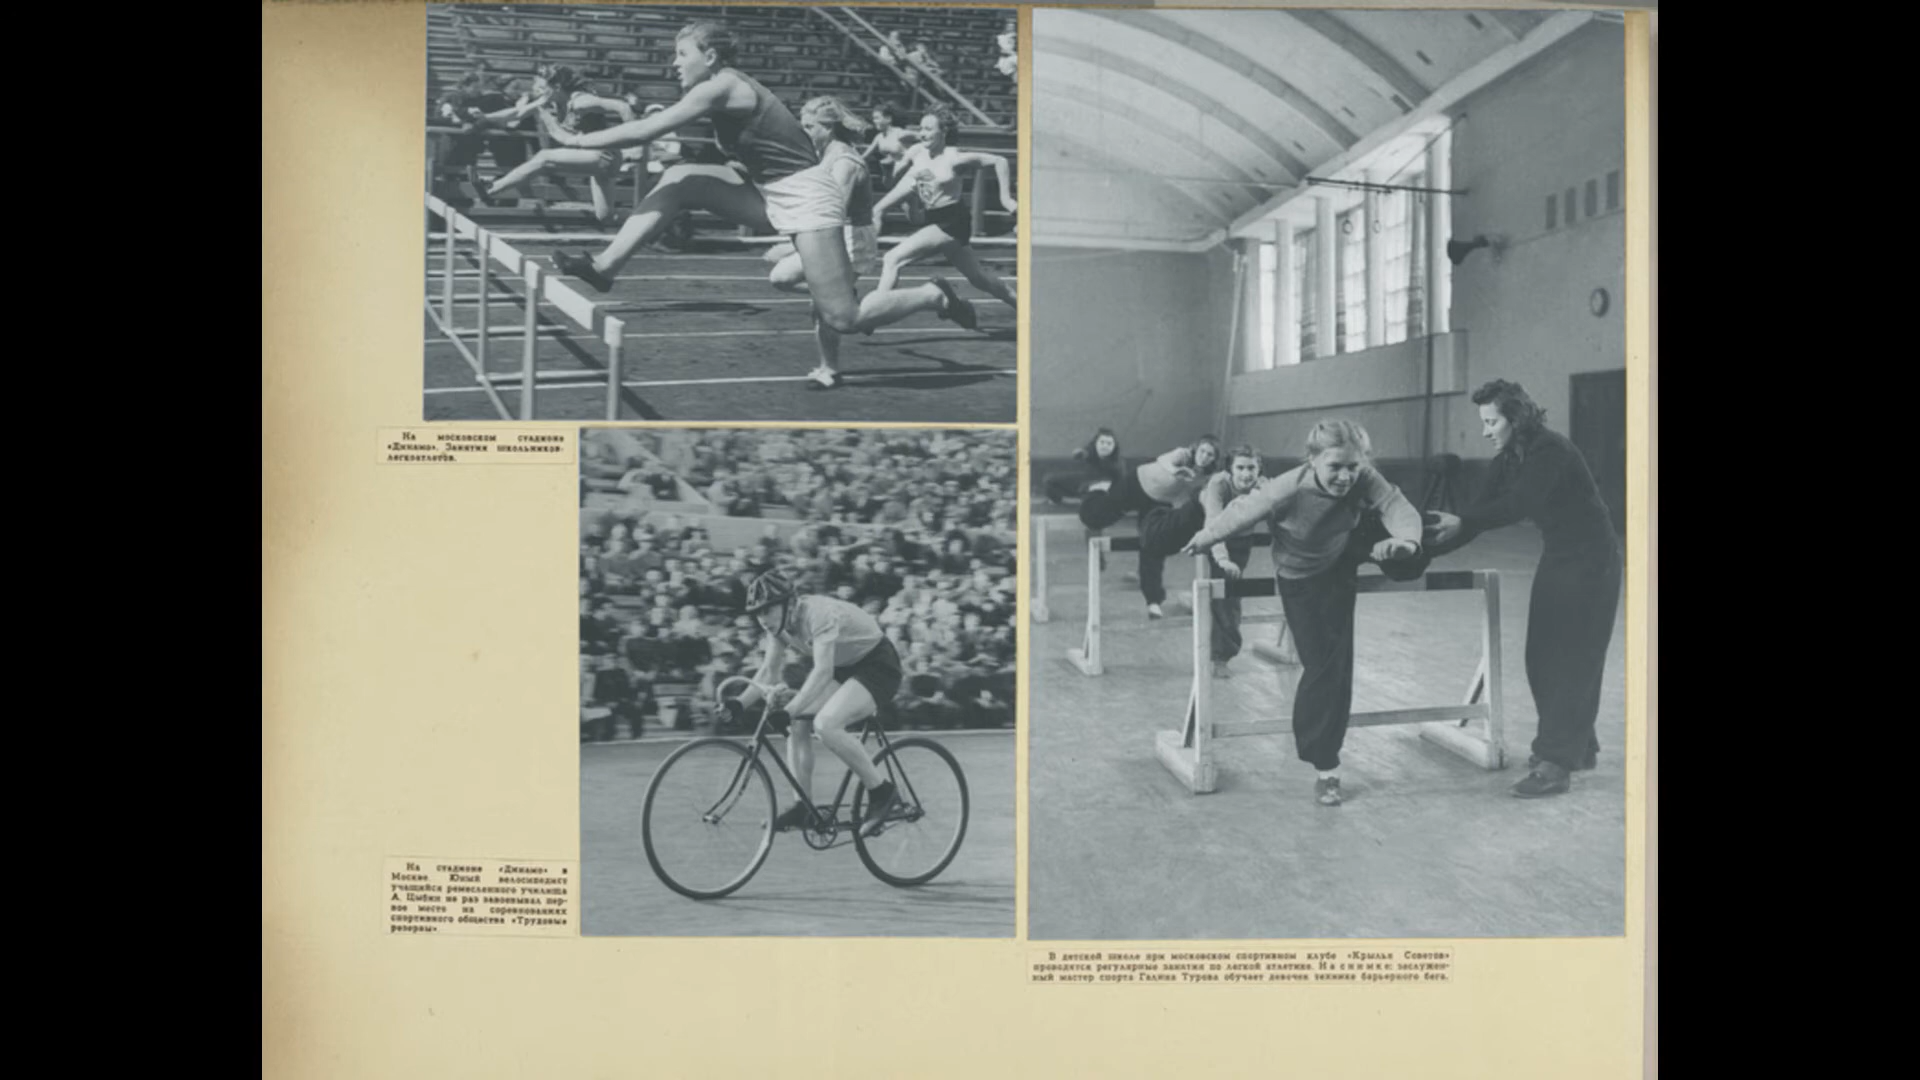 На московском стадионе
«Динамо». Занятия школьников-
легкоатлетов.
На стадионе «Динамо» в
Москве. Юный велосипедист
учащийся ремесленного училища
А. Цыбин не раз завоевывал пер-
вое место на соревнованиях
спортивного общества «Трудовые
резервы»
В детской школе при московском спортивном клубе «Крылья Советов»
проводятся регулярные занятия по легкой атлетике. На снимке: заслужен-
ный мастер спорта Галина Турова обучает девочек технике барьерного бега.